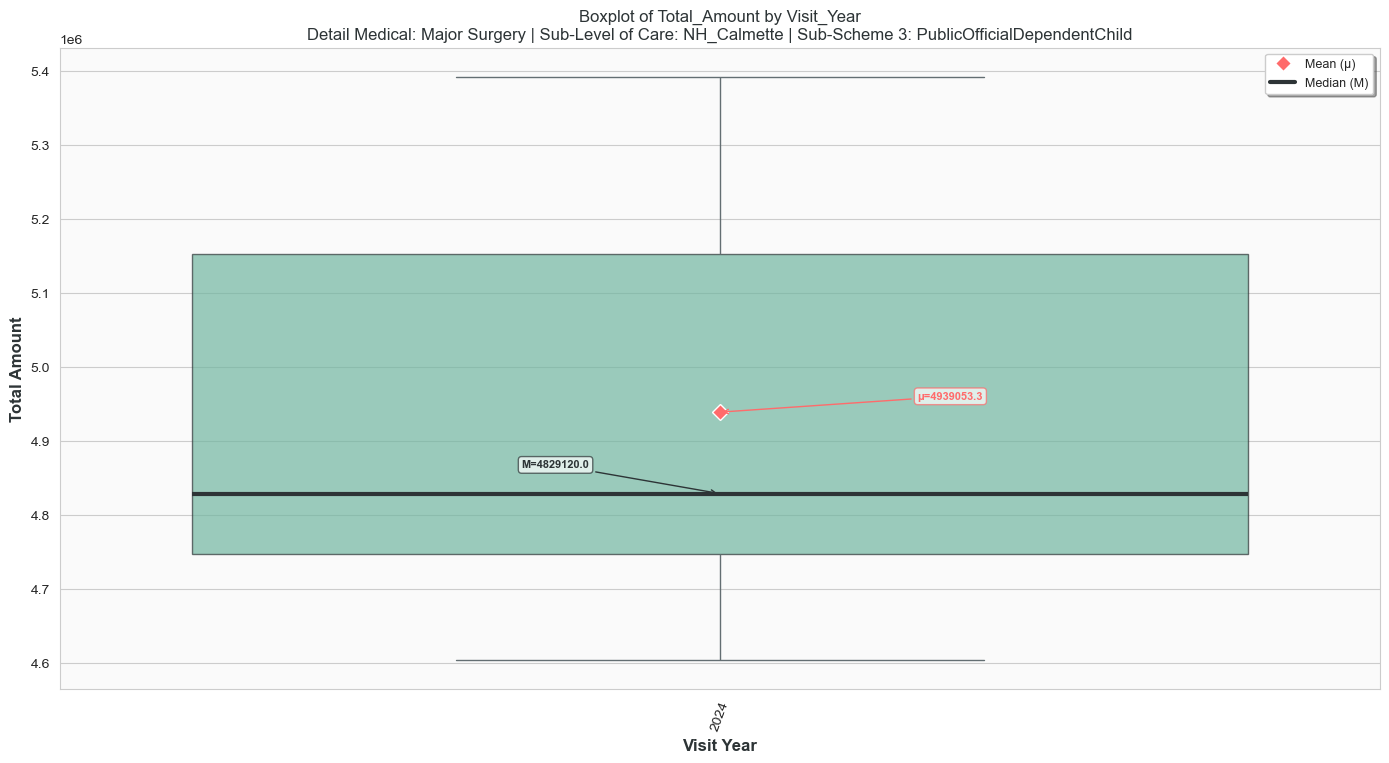 Boxplot of Total_Amount by Visit_Year
Detail Medical: Major Surgery | Sub-Level of Care: NH_Calmette | Sub-Scheme 3: PublicOfficialDependentChild
1e6
Mean (μ)
Median (M)
5.4
5.3
5.2
5.1
5.0
4.9
4.8
4.7
4.6
Total Amount
μ=4939053.3
M=4829120.0
2024
Visit Year